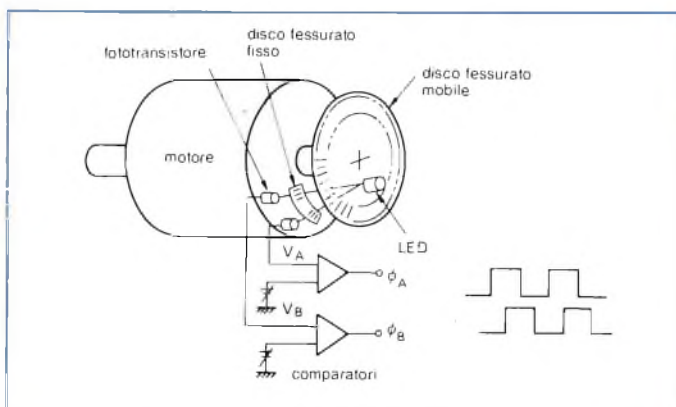 disco fessurato
fisso
fototransistore
disco fessurato
mobile
motore
LED
V_A
ϕ_A
V_B
ϕ_B
comparatori